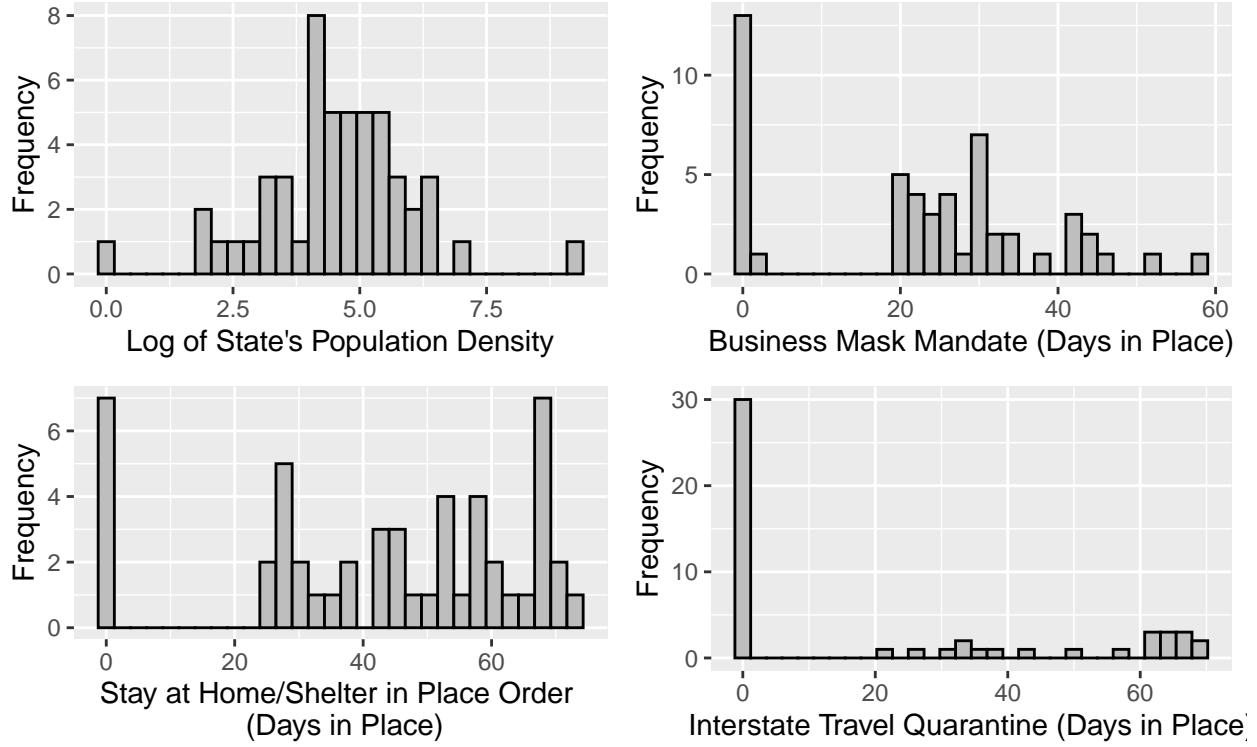 8
6
4
2
0
Frequency
0.0 2.5 5.0 7.5
Log of State's Population Density
10
5
0
Frequency
0 20 40 60
Business Mask Mandate (Days in Place)
6
4
2
0
Frequency
0 20 40 60
Stay at Home/Shelter in Place Order
(Days in Place)
30
20
10
0
Frequency
0 20 40 60
Interstate Travel Quarantine (Days in Place)